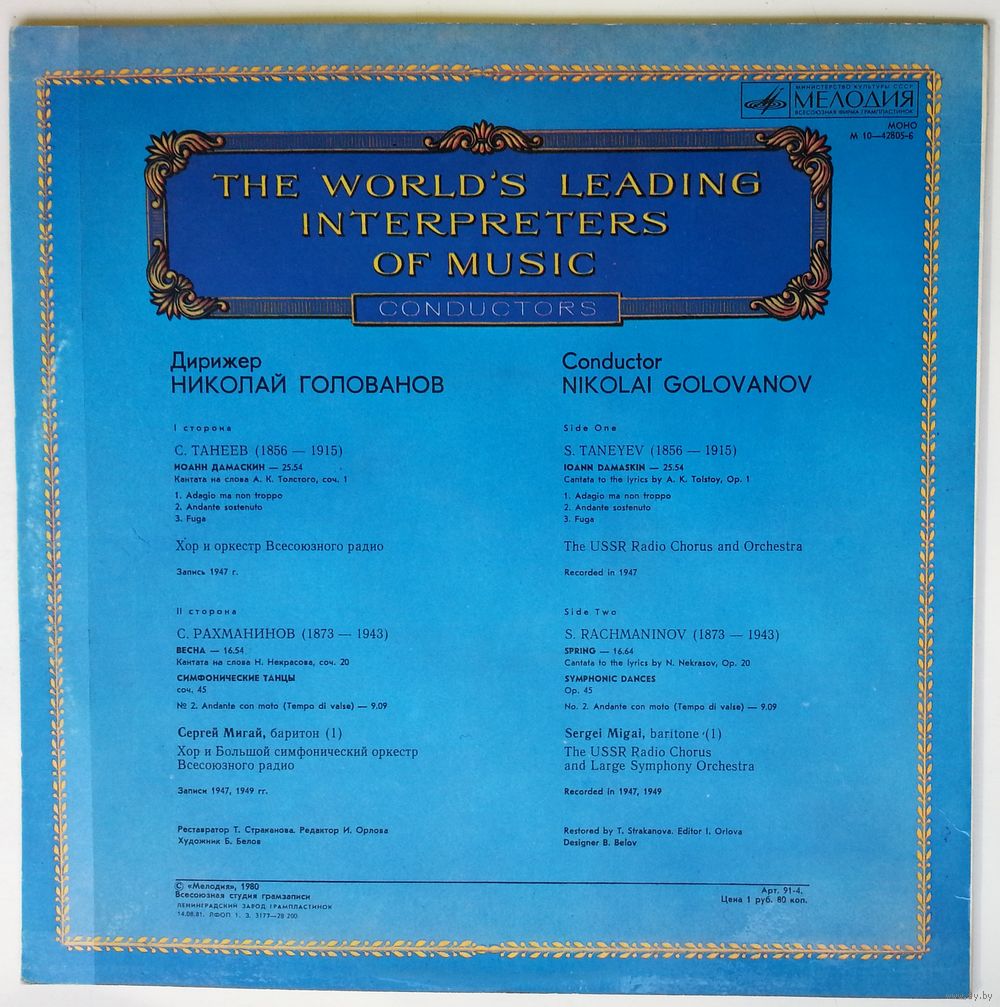 МИНИСТЕРСТВО КУЛЬТУРЫ СССР
МЕЛОДИЯ
ВСЕСОЮЗНАЯ ФИРМА ГРАМПЛАСТИНОК
МОНО
М 10—42805-6
THE WORLD'S LEADING
INTERPRETERS
OF MUSIC
CONDUCTORS
Дирижер
НИКОЛАЙ ГОЛОВАНОВ
I сторона
С. ТАНЕЕВ (1856 — 1915)
ИОАНН ДАМАСКИН — 25.54
Кантата на слова А. К. Толстого, соч. 1
1. Adagio ma non troppo
2. Andante sostenuto
3. Fuga
Хор и оркестр Всесоюзного радио
Запись 1947 г.
II сторона
С. РАХМАНИНОВ (1873 — 1943)
ВЕСНА — 16.54
Кантата на слова Н. Некрасова, соч. 20
СИМФОНИЧЕСКИЕ ТАНЦЫ
соч. 45
№ 2. Andante con moto (Tempo di valse) — 9.09
Сергей Мигай, баритон (1)
Хор и Большой симфонический оркестр
Всесоюзного радио
Записи 1947, 1949 гг.
Реставратор Т. Страканова. Редактор И. Орлова
Художник Б. Белов
Conductor
NIKOLAI GOLOVANOV
Side One
S. TANEYEV (1856 — 1915)
IOANN DAMASKIN — 25.54
Cantata to the lyrics by A. K. Tolstoy, Op. 1
1. Adagio ma non troppo
2. Andante sostenuto
3. Fuga
The USSR Radio Chorus and Orchestra
Recorded in 1947
Side Two
S. RACHMANINOV (1873 — 1943)
SPRING — 16.64
Cantata to the lyrics by N. Nekrasov, Op. 20
SYMPHONIC DANCES
Op. 45
No. 2. Andante con moto (Tempo di valse) — 9.09
Sergei Migai, baritone (1)
The USSR Radio Chorus
and Large Symphony Orchestra
Recorded in 1947, 1949
Restored by T. Strakanova. Editor I. Orlova
Designer B. Belov
© «Мелодия», 1980
Всесоюзная студия грамзаписи
ЛЕНИНГРАДСКИЙ ЗАВОД ГРАМПЛАСТИНОК
14.08.81. ЛФОП 1. З. 3177—28 200
Арт. 91-4.
Цена 1 руб. 80 коп.